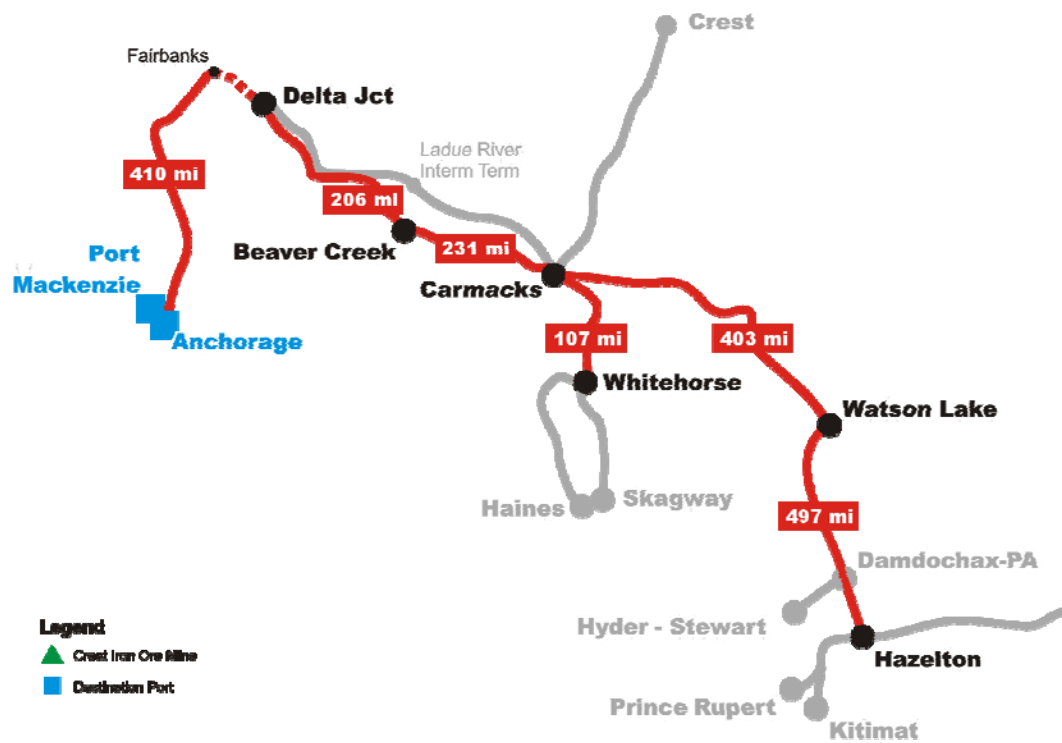 Crest
Fairbanks
Delta Jct
Ladue River
Interm Term
410 mi
206 mi
Port
Mackenzie
Beaver Creek
231 mi
Carmacks
Anchorage
107 mi
403 mi
Whitehorse
Watson Lake
Haines
Skagway
497 mi
Damdochax-PA
Hyder - Stewart
Legend
Crest Iron Ore Mine
Hazelton
Destination Port
Prince Rupert
Kitimat